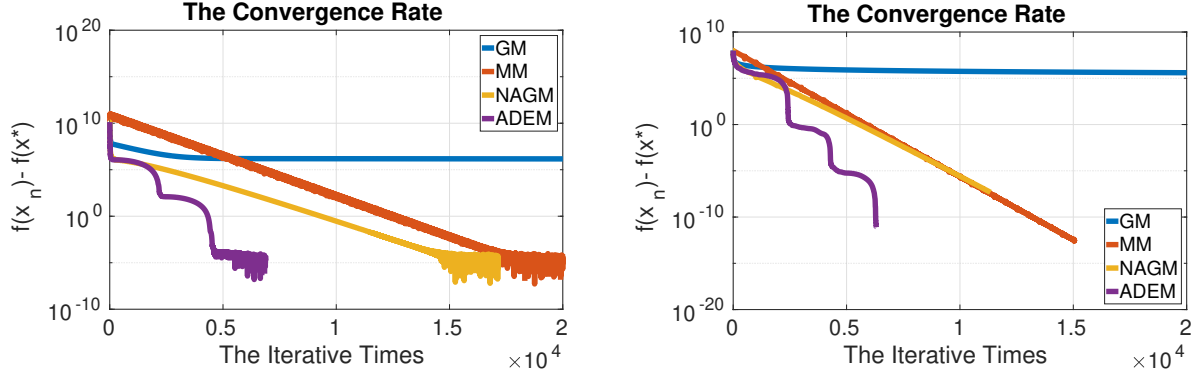 The Convergence Rate
10^20
10^10
10^0
10^-10
f(x_n)- f(x*)
GM
MM
NAGM
ADEM
0 0.5 1 1.5 2
×10^4
The Iterative Times
The Convergence Rate
10^10
10^0
10^-10
10^-20
f(x_n)- f(x*)
GM
MM
NAGM
ADEM
0 0.5 1 1.5 2
×10^4
The Iterative Times